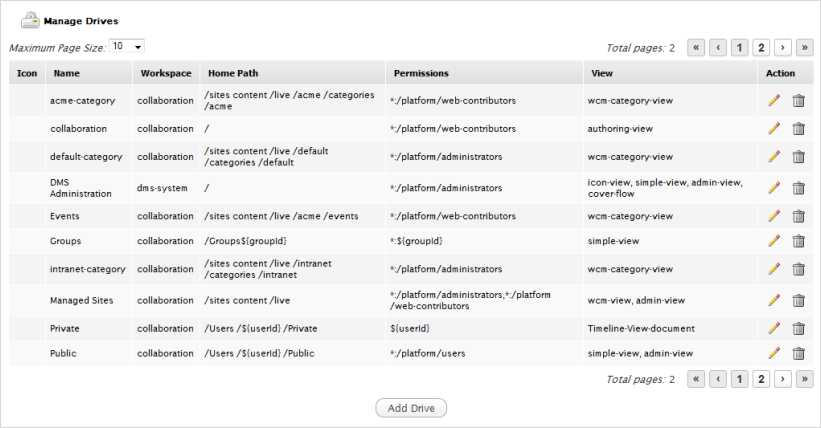 Manage Drives
Maximum Page Size: 10
Total pages: 2 « ‹ 1 2 › »
Icon Name Workspace Home Path Permissions View Action
acme-category collaboration /sites content /live /acme /categories /acme *:/platform/web-contributors wcm-category-view
collaboration collaboration / *:/platform/web-contributors authoring-view
default-category collaboration /sites content /live /default /categories /default *:/platform/administrators wcm-category-view
DMS Administration dms-system / *:/platform/administrators icon-view, simple-view, admin-view, cover-flow
Events collaboration /sites content /live /acme /events *:/platform/web-contributors wcm-category-view
Groups collaboration /Groups${groupId} *:${groupId} simple-view
intranet-category collaboration /sites content /live /intranet /categories /intranet *:/platform/administrators wcm-category-view
Managed Sites collaboration /sites content /live *:/platform/administrators,*:/platform /web-contributors wcm-view, admin-view
Private collaboration /Users /${userId} /Private ${userId} Timeline-View-document
Public collaboration /Users /${userId} /Public *:/platform/users simple-view, admin-view
Total pages: 2 « ‹ 1 2 › »
Add Drive